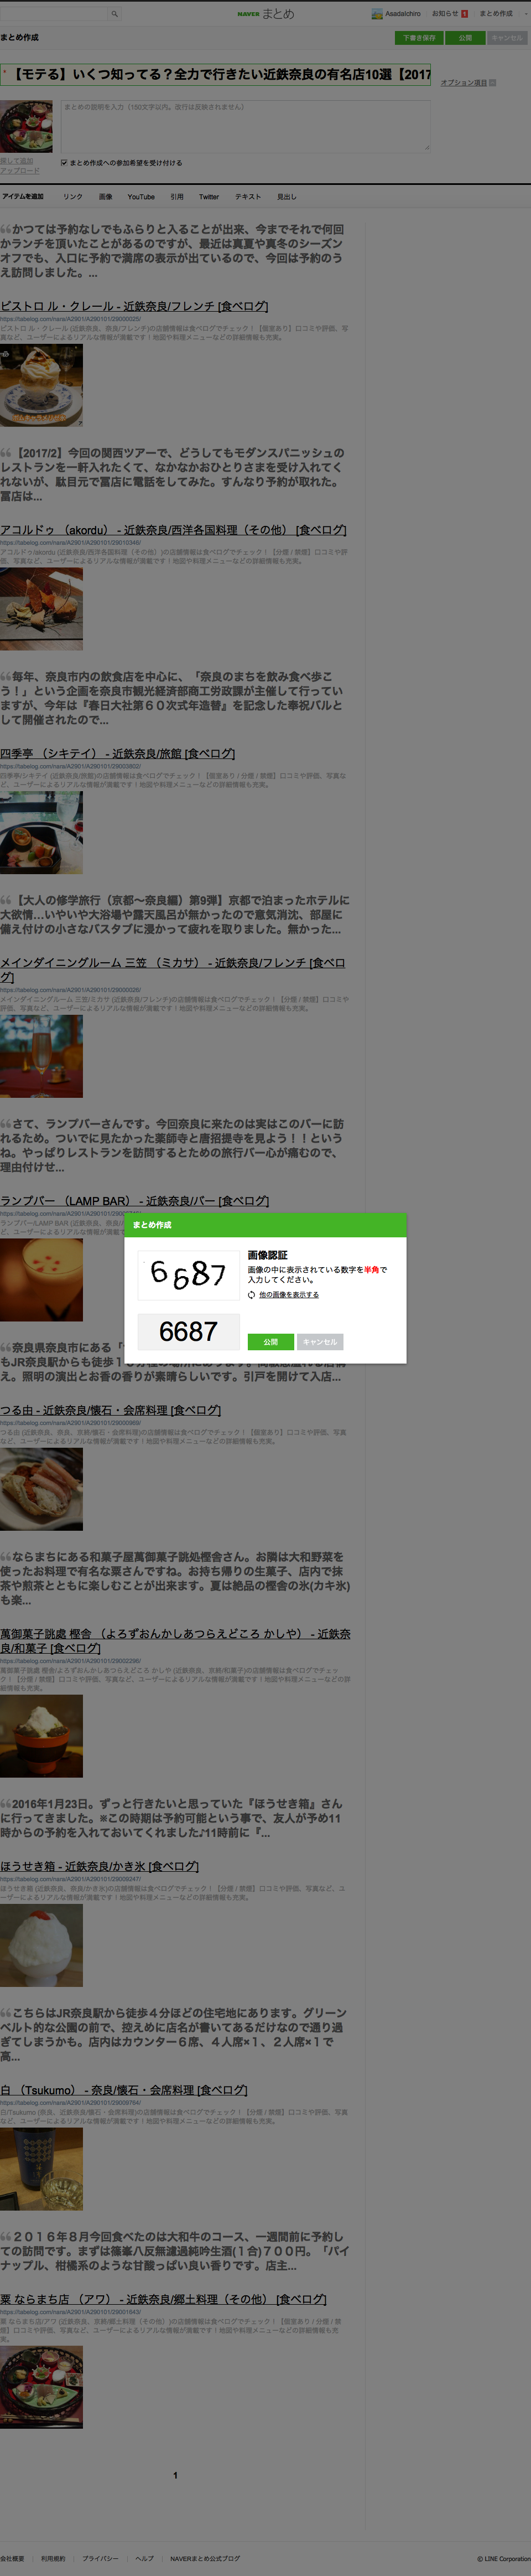 NAVER まとめ
AsadaIchiro お知らせ まとめ作成
まとめ作成
下書き保存 公開 キャンセル
【モテる】いくつ知ってる？全力で行きたい近鉄奈良の有名店10選【2017
オプション項目
まとめの説明を入力（150文字以内。改行は反映されません）
探して追加
アップロード
まとめ作成への参加希望を受け付ける
アイテムを追加 リンク 画像 YouTube 引用 Twitter テキスト 見出し
かつては予約なしでもふらりと入ることが出来、今までそれで何回
かランチを頂いたことがあるのですが、最近は真夏や真冬のシーズン
オフでも、入口に予約で満席の表示が出ているので、今回は予約のう
え訪問しました。...
ビストロ ル・クレール - 近鉄奈良/フレンチ [食べログ]
https://tabelog.com/nara/A2901/A290101/29000025/
ビストロ ル・クレール (近鉄奈良、奈良/フレンチ)の店舗情報は食べログでチェック！【個室あり】口コミや評価、写
真など、ユーザーによるリアルな情報が満載です！地図や料理メニューなどの詳細情報も充実。
【2017/2】今回の関西ツアーで、どうしてもモダンスパニッシュの
レストランを一軒入れたくて、なかなかおひとりさまを受け入れてく
れないが、駄目元で冨店に電話をしてみた。すんなり予約が取れた。
冨店は...
アコルドゥ （akordu） - 近鉄奈良/西洋各国料理（その他） [食べログ]
https://tabelog.com/nara/A2901/A290101/29010346/
アコルドゥ/akordu (近鉄奈良/西洋各国料理（その他）)の店舗情報は食べログでチェック！【分煙 / 禁煙】口コミや評
価、写真など、ユーザーによるリアルな情報が満載です！地図や料理メニューなどの詳細情報も充実。
毎年、奈良市内の飲食店を中心に、「奈良のまちを飲み食べ歩こ
う！」という企画を奈良市観光経済部商工労政課が主催して行ってい
ますが、今年は『春日大社第６０次式年造替』を記念した奉祝バルと
して開催されたので...
四季亭 （シキテイ） - 近鉄奈良/旅館 [食べログ]
https://tabelog.com/nara/A2901/A290101/29003802/
四季亭/シキテイ (近鉄奈良/旅館)の店舗情報は食べログでチェック！【個室あり / 分煙 / 禁煙】口コミや評価、写真な
ど、ユーザーによるリアルな情報が満載です！地図や料理メニューなどの詳細情報も充実。
【大人の修学旅行（京都〜奈良編）第9弾】京都で泊まったホテルに
大欲情…いやいや大浴場や露天風呂が無かったので意気消沈、部屋に
備え付けの小さなバスタブに浸かって疲れを取りました。無かった...
メインダイニングルーム 三笠 （ミカサ） - 近鉄奈良/フレンチ [食べロ
グ]
https://tabelog.com/nara/A2901/A290101/29000026/
メインダイニングルーム 三笠/ミカサ (近鉄奈良/フレンチ)の店舗情報は食べログでチェック！【分煙 / 禁煙】口コミや
評価、写真など、ユーザーによるリアルな情報が満載です！地図や料理メニューなどの詳細情報も充実。
さて、ランプバーさんです。今回奈良に来たのは実はこのバーに訪
れるため。ついでに見たかった薬師寺と唐招提寺を見よう！！という
ね。やっぱりレストランを訪問するとための旅行バー心が痛むので、
理由付けせ...
ランプバー （LAMP BAR） - 近鉄奈良/バー [食べログ]
ランプバー/LAMP BAR
まとめ作成
6687
画像認証
画像の中に表示されている数字を半角で
入力してください。
他の画像を表示する
6687
公開 キャンセル
奈良県奈良市にある
え。照明の演出とお香の香りが素晴らしいです。引戸を開けて入店...
つる由 - 近鉄奈良/懐石・会席料理 [食べログ]
https://tabelog.com/nara/A2901/A290101/29000969/
つる由 (近鉄奈良、奈良、京終/懐石・会席料理)の店舗情報は食べログでチェック！【個室あり】口コミや評価、写真
など、ユーザーによるリアルな情報が満載です！地図や料理メニューなどの詳細情報も充実。
ならまちにある和菓子屋萬御菓子誂処樫舎さん。お隣は大和野菜を
使ったお料理で有名な粟さんですね。お持ち帰りの生菓子、店内で抹
茶や煎茶とともに楽しむことが出来ます。夏は絶品の樫舎の氷(カキ氷)
も楽...
萬御菓子誂處 樫舎 （よろずおんかしあつらえどころ かしや） - 近鉄奈
良/和菓子 [食べログ]
https://tabelog.com/nara/A2901/A290101/29002296/
萬御菓子誂處 樫舎/よろずおんかしあつらえどころ かしや (近鉄奈良、京終/和菓子)の店舗情報は食べログでチェッ
ク！【分煙 / 禁煙】口コミや評価、写真など、ユーザーによるリアルな情報が満載です！地図や料理メニューなどの詳
細情報も充実。
2016年1月23日。ずっと行きたいと思っていた『ほうせき箱』さん
に行ってきました。※この時期は予約可能という事で、友人が予め11
時からの予約を入れておいてくれました♪11時前に『...
ほうせき箱 - 近鉄奈良/かき氷 [食べログ]
https://tabelog.com/nara/A2901/A290101/29009247/
ほうせき箱 (近鉄奈良、奈良/かき氷)の店舗情報は食べログでチェック！【分煙 / 禁煙】口コミや評価、写真など、ユ
ーザーによるリアルな情報が満載です！地図や料理メニューなどの詳細情報も充実。
こちらはJR奈良駅から徒歩４分ほどの住宅地にあります。グリーン
ベルト的な公園の前で、控えめに店名が書いてあるだけなので通り過
ぎてしまうかも。店内はカウンター６席、４人席×１、２人席×１で
高...
白 （Tsukumo） - 奈良/懐石・会席料理 [食べログ]
https://tabelog.com/nara/A2901/A290101/29009784/
白/Tsukumo (奈良、近鉄奈良/懐石・会席料理)の店舗情報は食べログでチェック！【分煙 / 禁煙】口コミや評価、写真
など、ユーザーによるリアルな情報が満載です！地図や料理メニューなどの詳細情報も充実。
２０１６年８月今回食べたのは大和牛のコース、一週間前に予約し
ての訪問です。まずは篠峯八反無濾過純吟生酒(１合)７００円。「パイ
ナップル、柑橘系のような甘酸っぱい良い香りです。店主...
粟 ならまち店 （アワ） - 近鉄奈良/郷土料理（その他） [食べログ]
https://tabelog.com/nara/A2901/A290101/29001843/
粟 ならまち店/アワ (近鉄奈良、京終/郷土料理（その他）)の店舗情報は食べログでチェック！【個室あり / 分煙 / 禁
煙】口コミや評価、写真など、ユーザーによるリアルな情報が満載です！地図や料理メニューなどの詳細情報も充
実。
1
会社概要 利用規約 プライバシー ヘルプ NAVERまとめ公式ブログ
© LINE Corporation